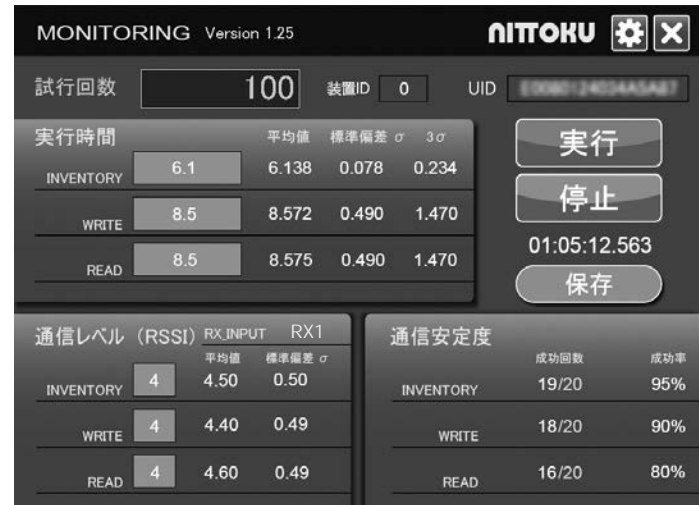 MONITORING Version 1.25 NITTOKU
試行回数 100 装置ID 0 UID
実行時間 平均値 標準偏差 σ 3σ
INVENTORY 6.1 6.138 0.078 0.234
WRITE 8.5 8.572 0.490 1.470
READ 8.5 8.575 0.490 1.470
実行
停止
01:05:12.563
保存
通信レベル (RSSI) RX_INPUT RX1
平均値 標準偏差 σ
INVENTORY 4 4.50 0.50
WRITE 4 4.40 0.49
READ 4 4.60 0.49
通信安定度
成功回数 成功率
INVENTORY 19/20 95%
WRITE 18/20 90%
READ 16/20 80%